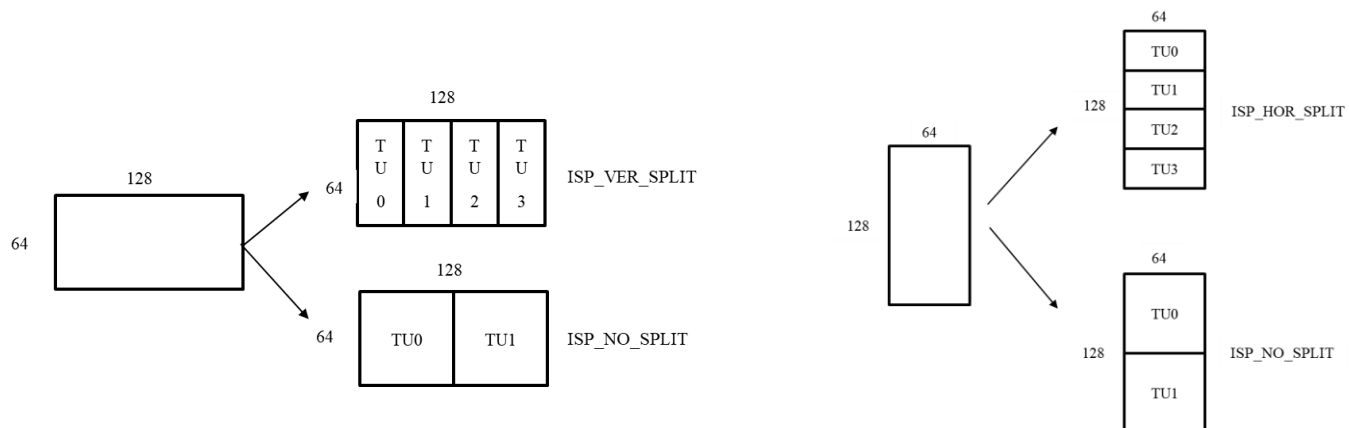 128
64
128
64
T T T T
U U U U
0 1 2 3
ISP_VER_SPLIT
128
64
TU0 TU1
ISP_NO_SPLIT
64
128
64
128
TU0
TU1
TU2
TU3
ISP_HOR_SPLIT
64
128
TU0
TU1
ISP_NO_SPLIT